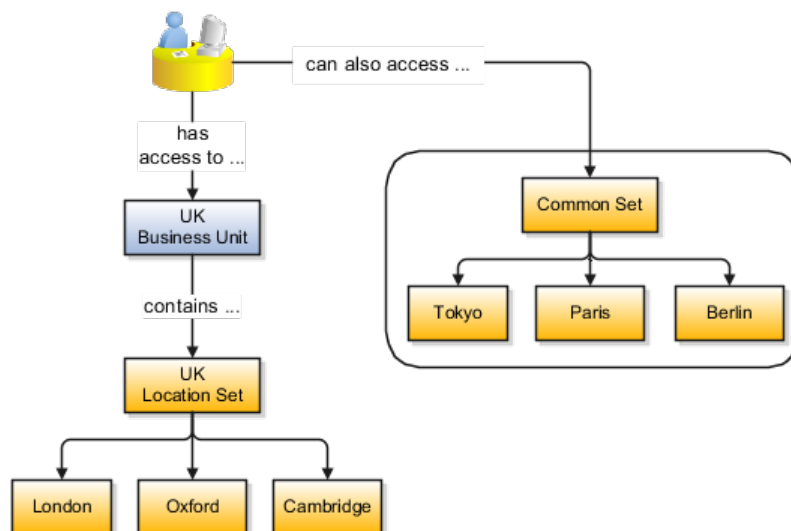 can also access ...
has
access to ...
UK
Business Unit
Common Set
Tokyo
Paris
Berlin
contains ...
UK
Location Set
London
Oxford
Cambridge